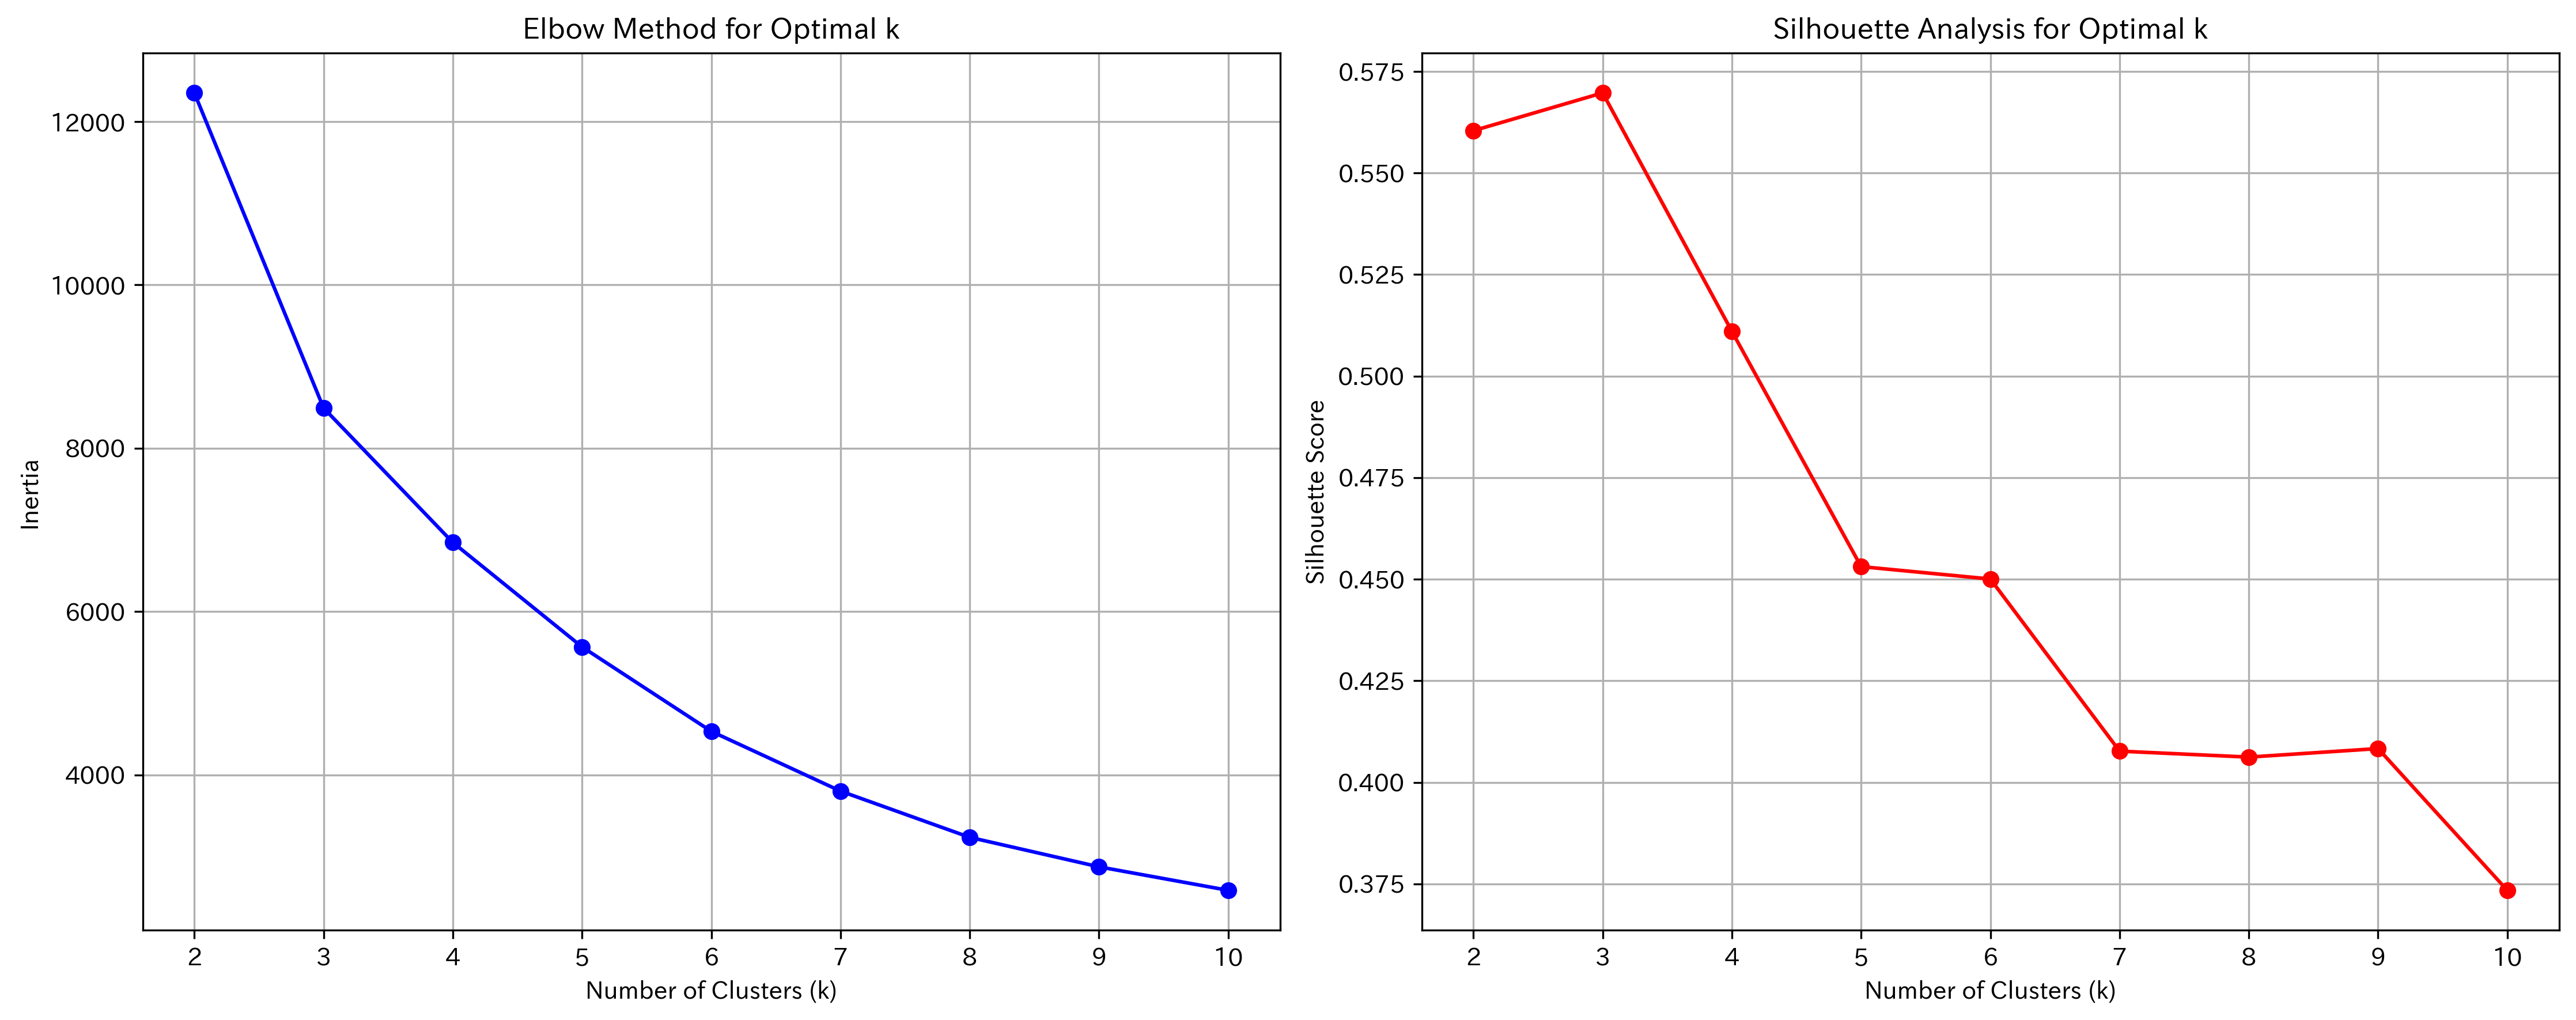 Elbow Method for Optimal k
12000
10000
8000
6000
4000
Inertia
2 3 4 5 6 7 8 9 10
Number of Clusters (k)
Silhouette Analysis for Optimal k
0.575
0.550
0.525
0.500
0.475
0.450
0.425
0.400
0.375
Silhouette Score
2 3 4 5 6 7 8 9 10
Number of Clusters (k)